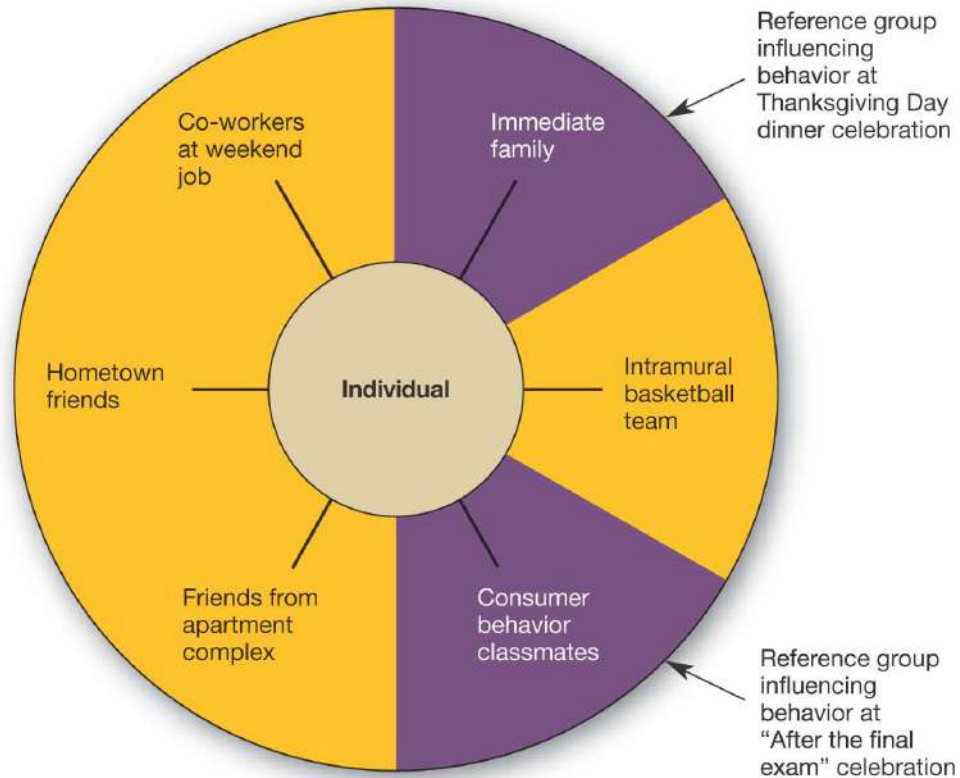 Reference group
influencing
behavior at
Thanksgiving Day
dinner celebration
Co-workers
at weekend
job
Immediate
family
Hometown
friends
Individual
Intramural
basketball
team
Friends from
apartment
complex
Consumer
behavior
classmates
Reference group
influencing
behavior at
“After the final
exam” celebration